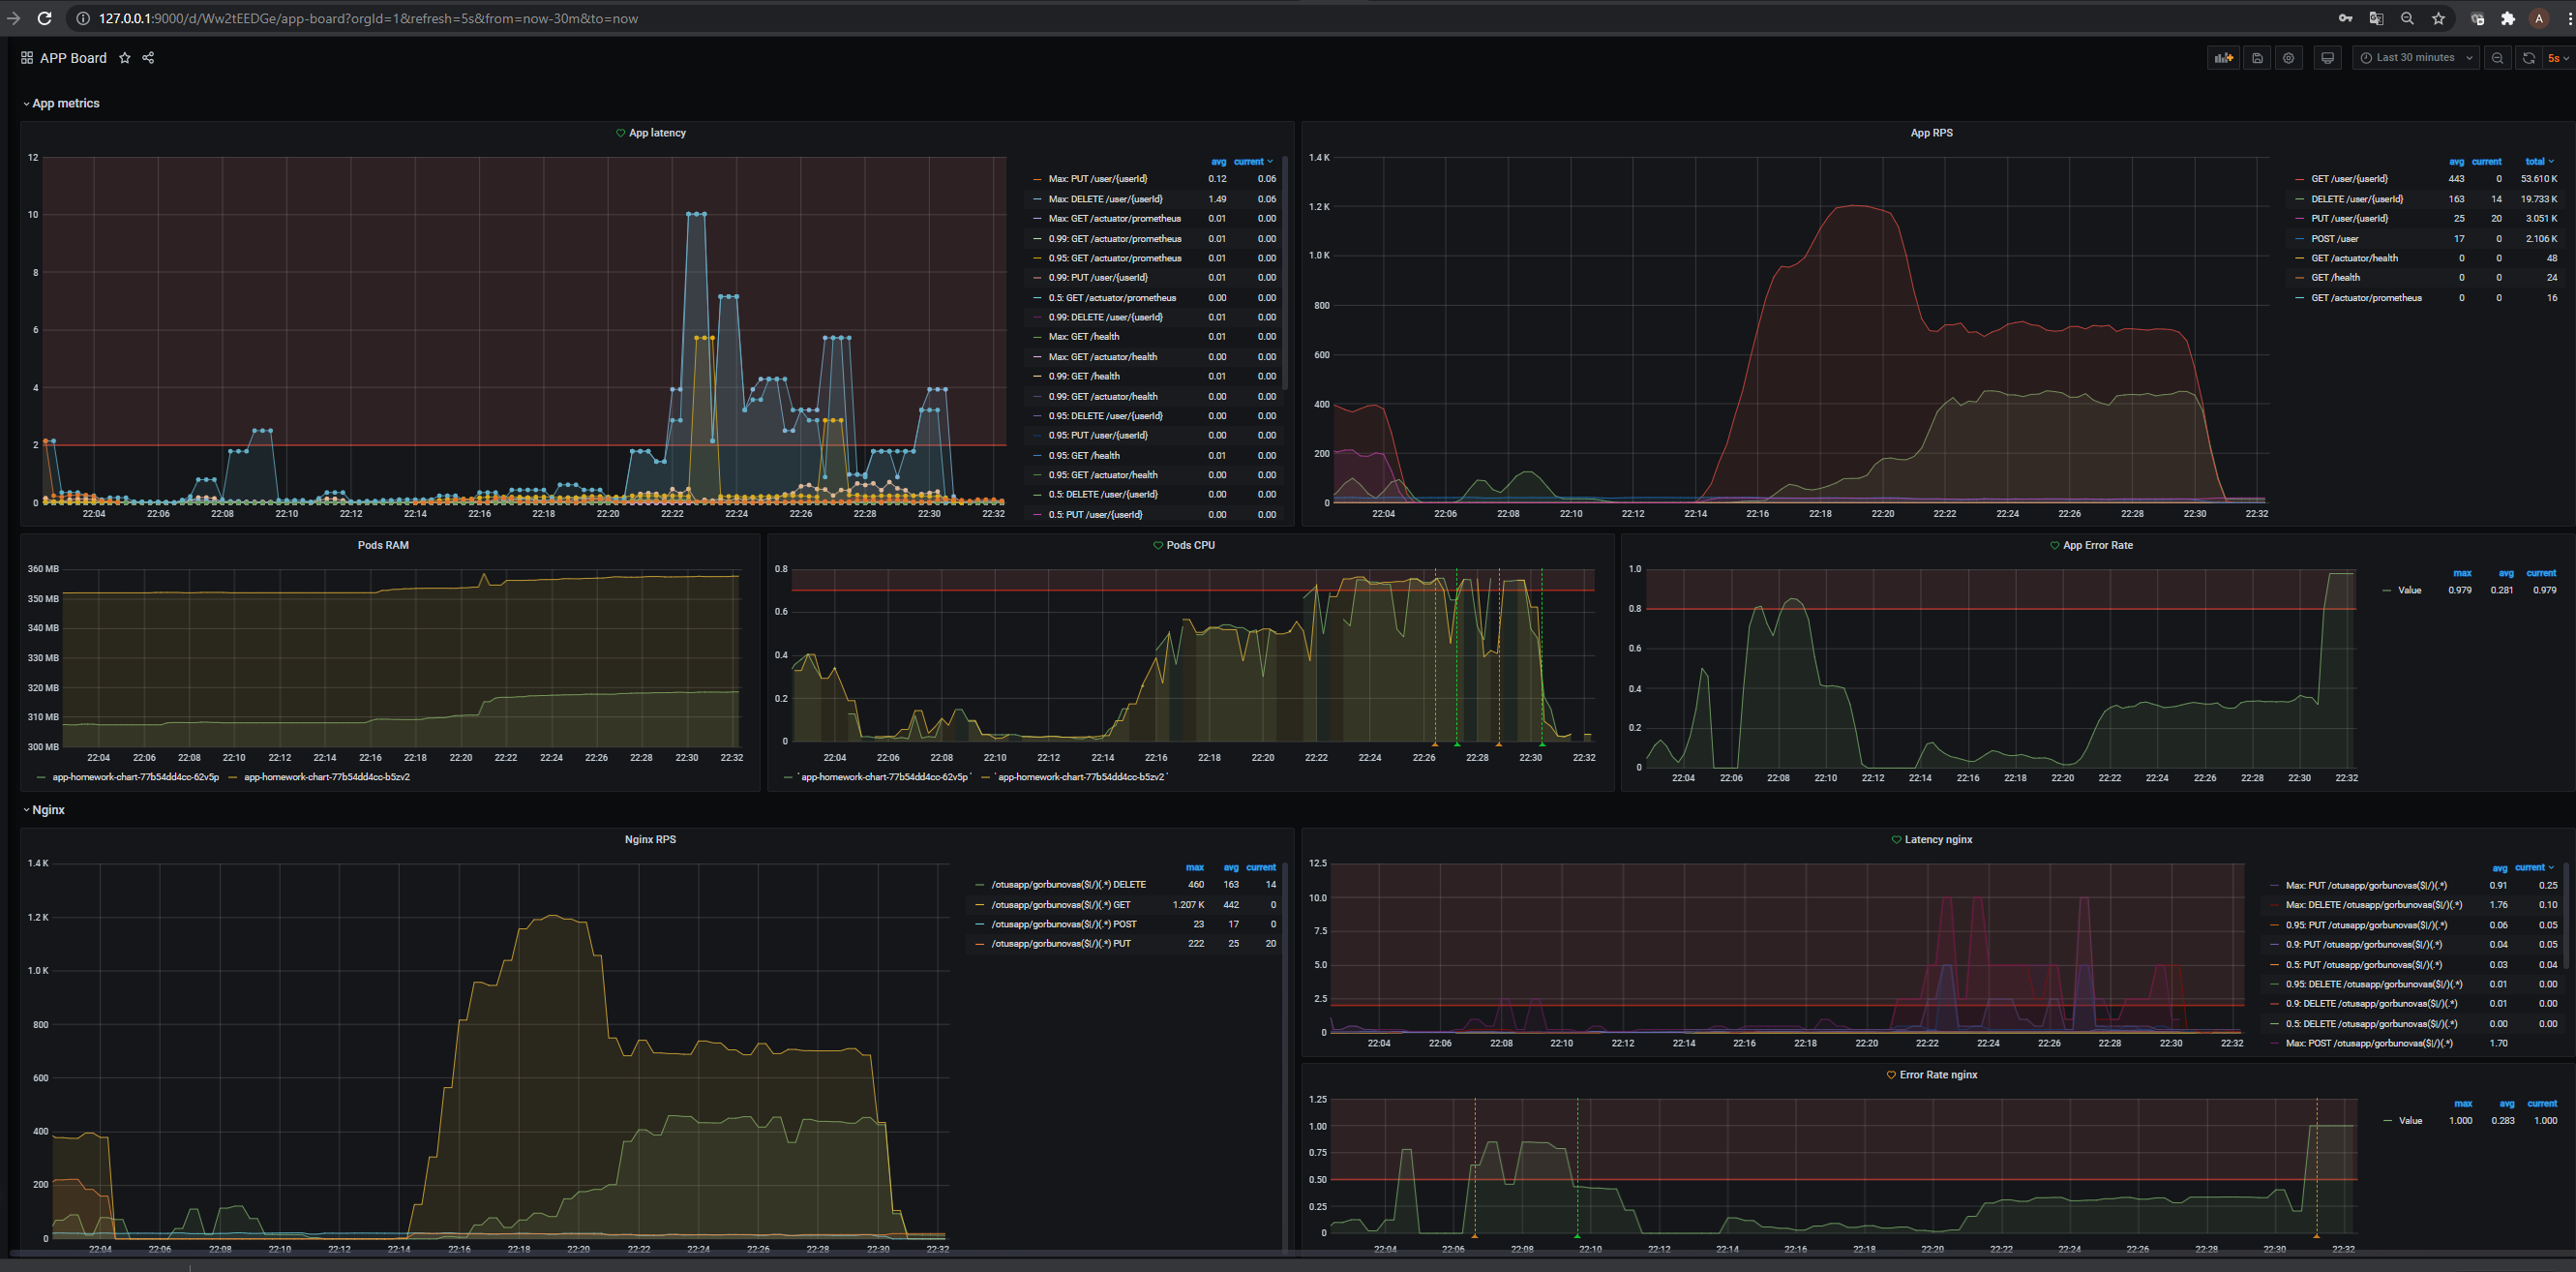 127.0.0.1:9000/d/Ww2tEEDGe/app-board?orgId=1&refresh=5s&from=now-30m&to=now
A
APP Board
Last 30 minutes
5s
App metrics
App latency
12
10
8
6
4
2
0
22:04 22:06 22:08 22:10 22:12 22:14 22:16 22:18 22:20 22:22 22:24 22:26 22:28 22:30 22:32
avg current
Max: PUT /user/{userId} 0.12 0.06
Max: DELETE /user/{userId} 1.49 0.06
Max: GET /actuator/prometheus 0.01 0.00
0.99: GET /actuator/prometheus 0.01 0.00
0.95: GET /actuator/prometheus 0.01 0.00
0.99: PUT /user/{userId} 0.01 0.00
0.5: GET /actuator/prometheus 0.00 0.00
0.99: DELETE /user/{userId} 0.01 0.00
Max: GET /health 0.01 0.00
Max: GET /actuator/health 0.00 0.00
0.99: GET /health 0.01 0.00
0.99: GET /actuator/health 0.00 0.00
0.95: DELETE /user/{userId} 0.00 0.00
0.95: PUT /user/{userId} 0.00 0.00
0.95: GET /health 0.01 0.00
0.95: GET /actuator/health 0.00 0.00
0.5: DELETE /user/{userId} 0.00 0.00
0.5: PUT /user/{userId} 0.00 0.00
App RPS
1.4 K
1.2 K
1.0 K
800
600
400
200
0
22:04 22:06 22:08 22:10 22:12 22:14 22:16 22:18 22:20 22:22 22:24 22:26 22:28 22:30 22:32
avg current total
GET /user/{userId} 443 0 53.610 K
DELETE /user/{userId} 163 14 19.733 K
PUT /user/{userId} 25 20 3.051 K
POST /user 17 0 2.106 K
GET /actuator/health 0 0 48
GET /health 0 0 24
GET /actuator/prometheus 0 0 16
Pods RAM
360 MB
350 MB
340 MB
330 MB
320 MB
310 MB
300 MB
22:04 22:06 22:08 22:10 22:12 22:14 22:16 22:18 22:20 22:22 22:24 22:26 22:28 22:30 22:32
app-homework-chart-77b54dd4cc-62v5p app-homework-chart-77b54dd4cc-b5zv2
Pods CPU
0.8
0.6
0.4
0.2
0
22:04 22:06 22:08 22:10 22:12 22:14 22:16 22:18 22:20 22:22 22:24 22:26 22:28 22:30 22:32
' app-homework-chart-77b54dd4cc-62v5p ' ' app-homework-chart-77b54dd4cc-b5zv2 '
App Error Rate
1.0
0.8
0.6
0.4
0.2
0
22:04 22:06 22:08 22:10 22:12 22:14 22:16 22:18 22:20 22:22 22:24 22:26 22:28 22:30 22:32
max avg current
Value 0.979 0.281 0.979
Nginx
Nginx RPS
1.4 K
1.2 K
1.0 K
800
600
400
200
0
22:04 22:06 22:08 22:10 22:12 22:14 22:16 22:18 22:20 22:22 22:24 22:26 22:28 22:30 22:32
max avg current
/otusapp/gorbunovas($|/)(.*) DELETE 460 163 14
/otusapp/gorbunovas($|/)(.*) GET 1.207 K 442 0
/otusapp/gorbunovas($|/)(.*) POST 23 17 0
/otusapp/gorbunovas($|/)(.*) PUT 222 25 20
Latency nginx
12.5
10.0
7.5
5.0
2.5
0
22:04 22:06 22:08 22:10 22:12 22:14 22:16 22:18 22:20 22:22 22:24 22:26 22:28 22:30 22:32
avg current
Max: PUT /otusapp/gorbunovas($|/)(.*) 0.91 0.25
Max: DELETE /otusapp/gorbunovas($|/)(.*) 1.76 0.10
0.95: PUT /otusapp/gorbunovas($|/)(.*) 0.06 0.05
0.9: PUT /otusapp/gorbunovas($|/)(.*) 0.04 0.05
0.5: PUT /otusapp/gorbunovas($|/)(.*) 0.03 0.04
0.95: DELETE /otusapp/gorbunovas($|/)(.*) 0.01 0.00
0.9: DELETE /otusapp/gorbunovas($|/)(.*) 0.01 0.00
0.5: DELETE /otusapp/gorbunovas($|/)(.*) 0.00 0.00
Max: POST /otusapp/gorbunovas($|/)(.*) 1.70
Error Rate nginx
1.25
1.00
0.75
0.50
0.25
0
22:04 22:06 22:08 22:10 22:12 22:14 22:16 22:18 22:20 22:22 22:24 22:26 22:28 22:30 22:32
max avg current
Value 1.000 0.283 1.000